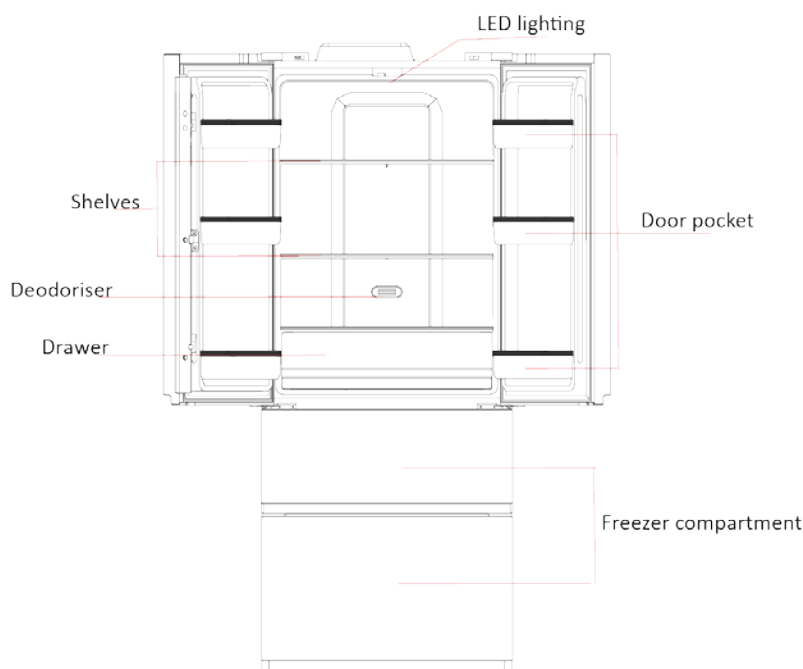 LED lighting
Shelves
Door pocket
Deodoriser
Drawer
Freezer compartment